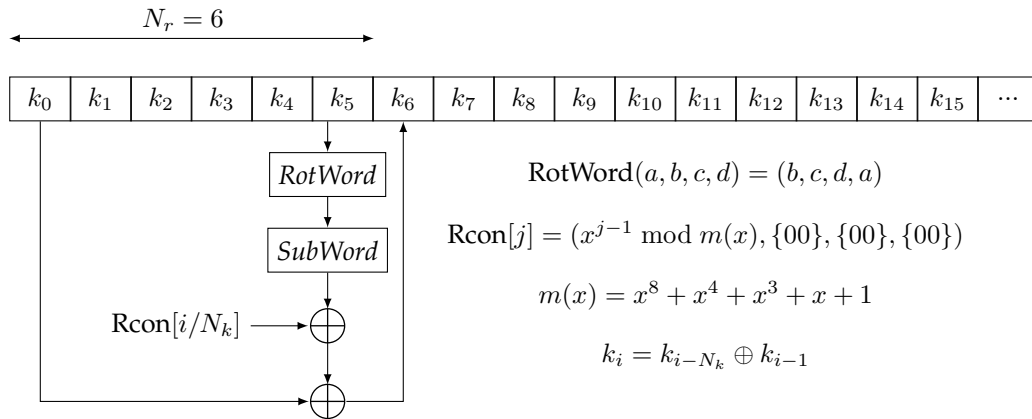 N_r = 6
k_0 k_1 k_2 k_3 k_4 k_5 k_6 k_7 k_8 k_9 k_10 k_11 k_12 k_13 k_14 k_15 ...
RotWord
RotWord(a, b, c, d) = (b, c, d, a)
SubWord
Rcon[j] = (x^{j−1} mod m(x), {00}, {00}, {00})
m(x) = x^8 + x^4 + x^3 + x + 1
Rcon[i/N_k]
k_i = k_{i−N_k} ⊕ k_{i−1}